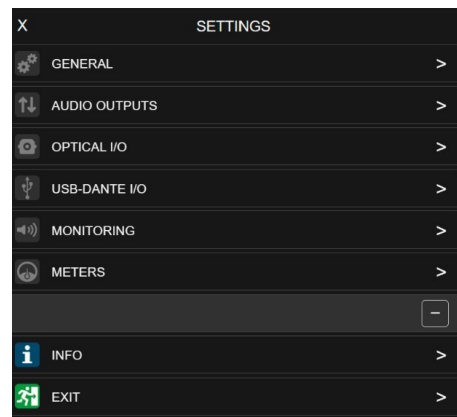 X SETTINGS
GENERAL >
AUDIO OUTPUTS >
OPTICAL I/O >
USB-DANTE I/O >
MONITORING >
METERS >
−
i INFO >
EXIT >